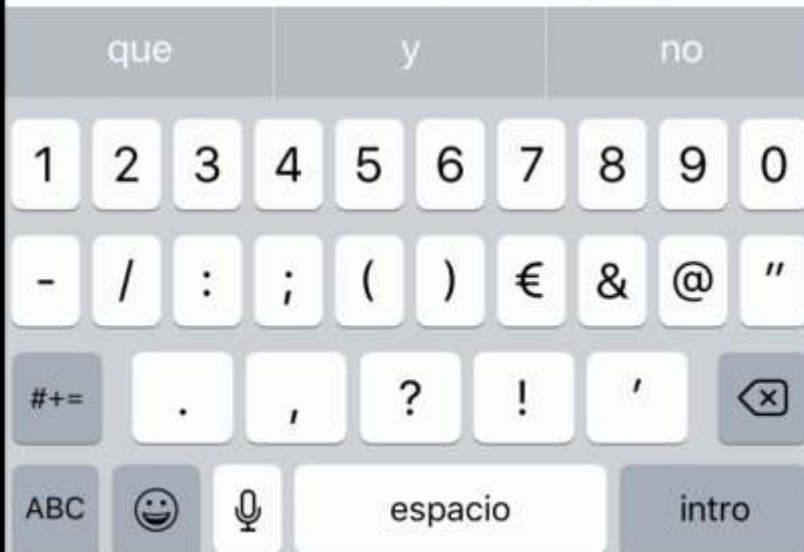 que y no
1 2 3 4 5 6 7 8 9 0
- / : ; ( ) € & @ "
#+= . , ? ! '
ABC espacio intro